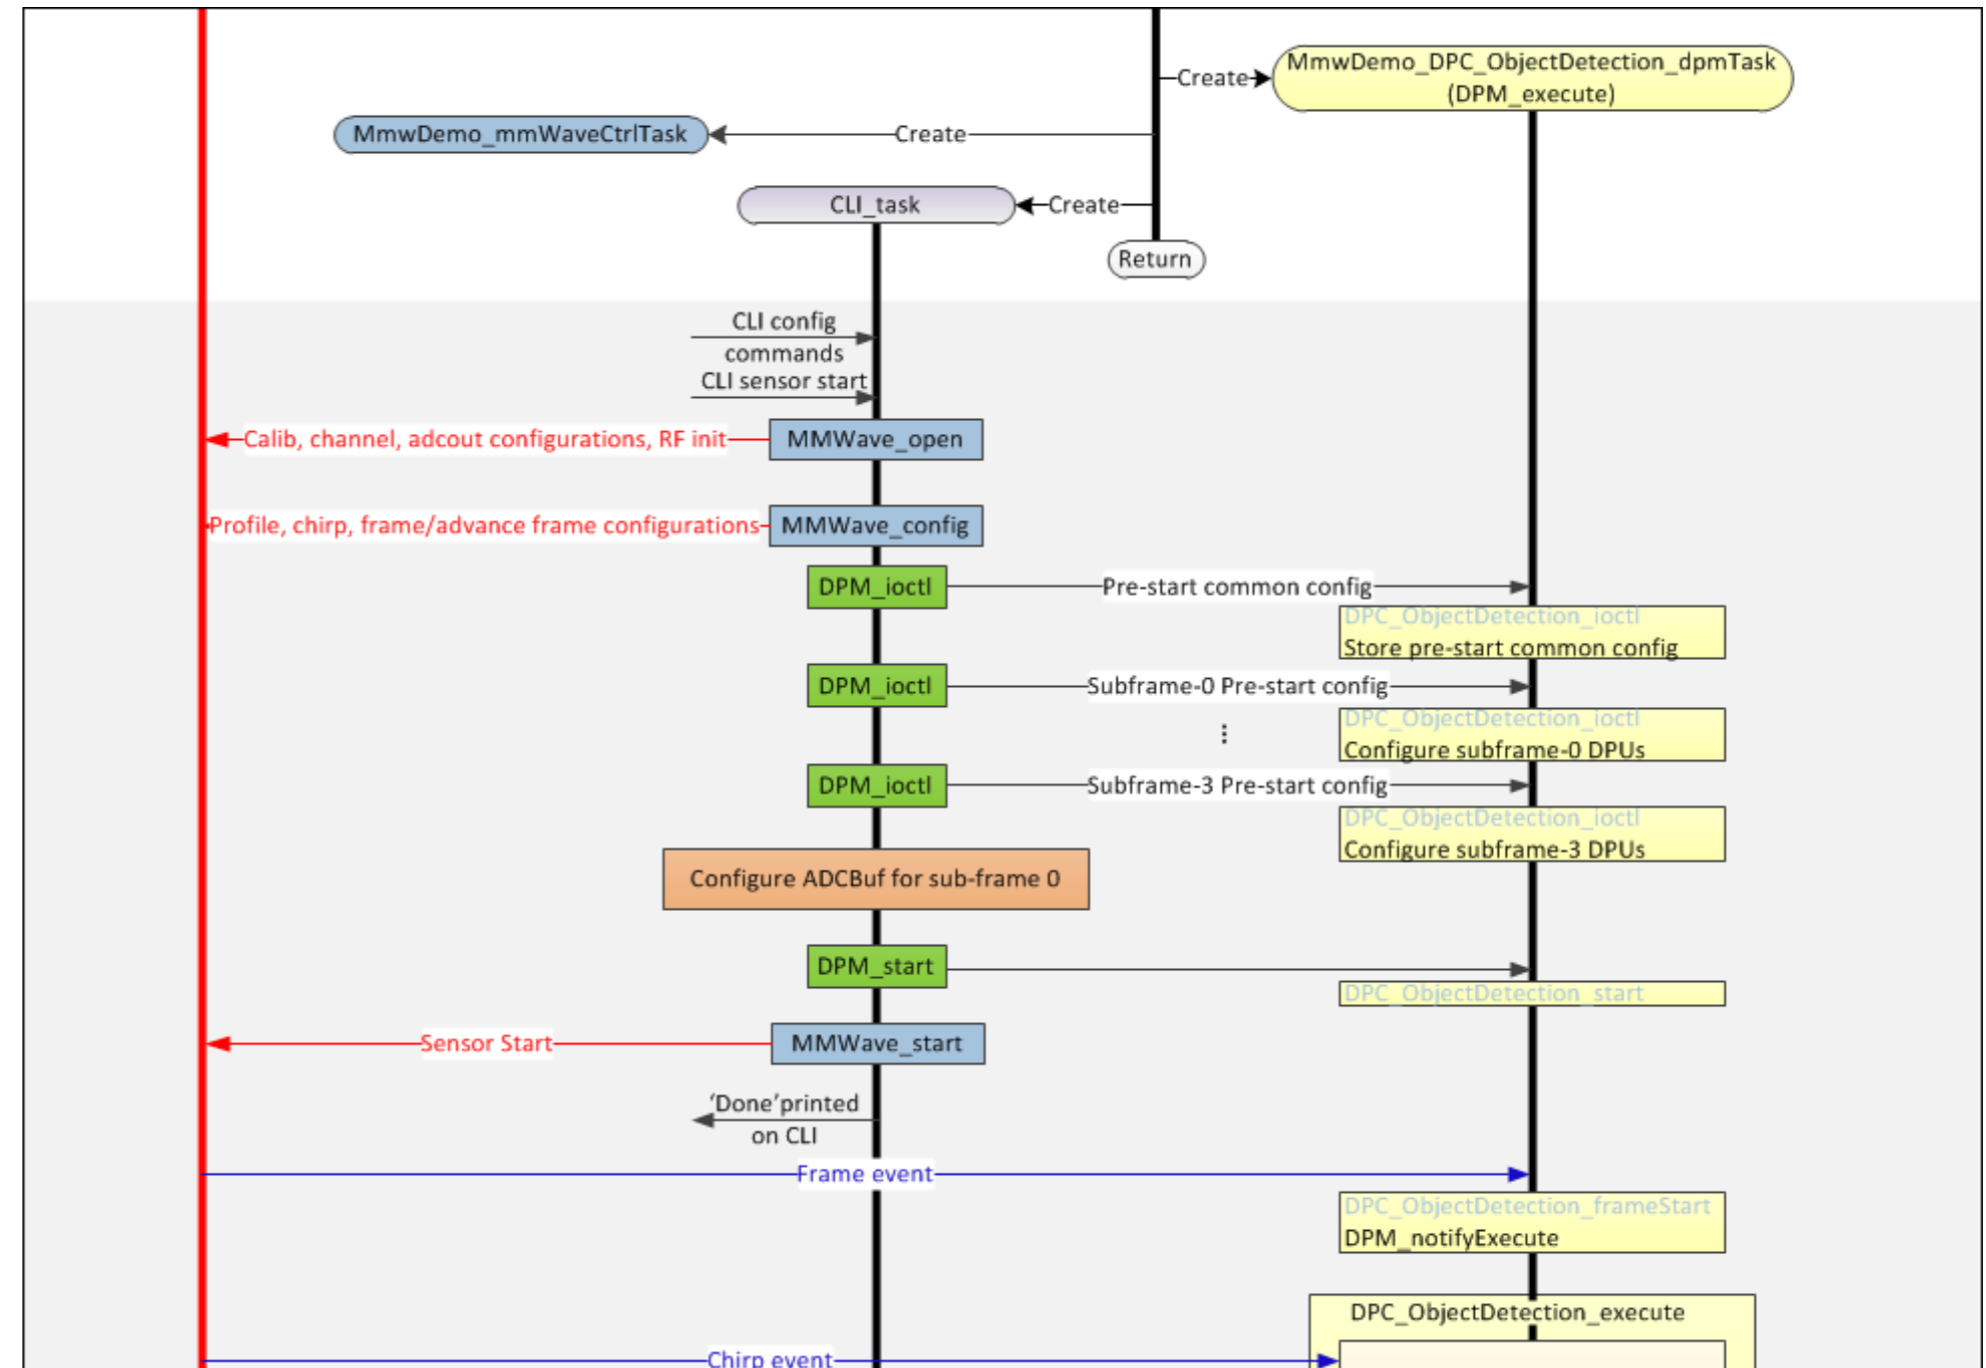 Create
MmwDemo_DPC_ObjectDetection_dpmTask
(DPM_execute)
MmwDemo_mmWaveCtrlTask
Create
CLI_task
Create
Return
CLI config
commands
CLI sensor start
Calib, channel, adcout configurations, RF init
MMWave_open
Profile, chirp, frame/advance frame configurations
MMWave_config
DPM_ioctl
Pre-start common config
DPC_ObjectDetection_ioctl
Store pre-start common config
DPM_ioctl
Subframe-0 Pre-start config
⋮
DPC_ObjectDetection_ioctl
Configure subframe-0 DPUs
DPM_ioctl
Subframe-3 Pre-start config
DPC_ObjectDetection_ioctl
Configure subframe-3 DPUs
Configure ADCBuf for sub-frame 0
DPM_start
DPC_ObjectDetection_start
Sensor Start
MMWave_start
‘Done’printed
on CLI
Frame event
DPC_ObjectDetection_frameStart
DPM_notifyExecute
DPC_ObjectDetection_execute
Chirp event